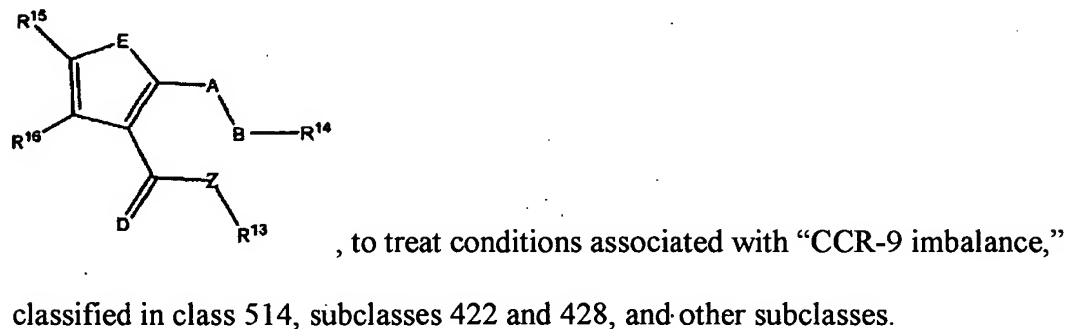 R15
E
A
R16
B
R14
Z
D
R13
, to treat conditions associated with “CCR-9 imbalance,”
classified in class 514, subclasses 422 and 428, and other subclasses.